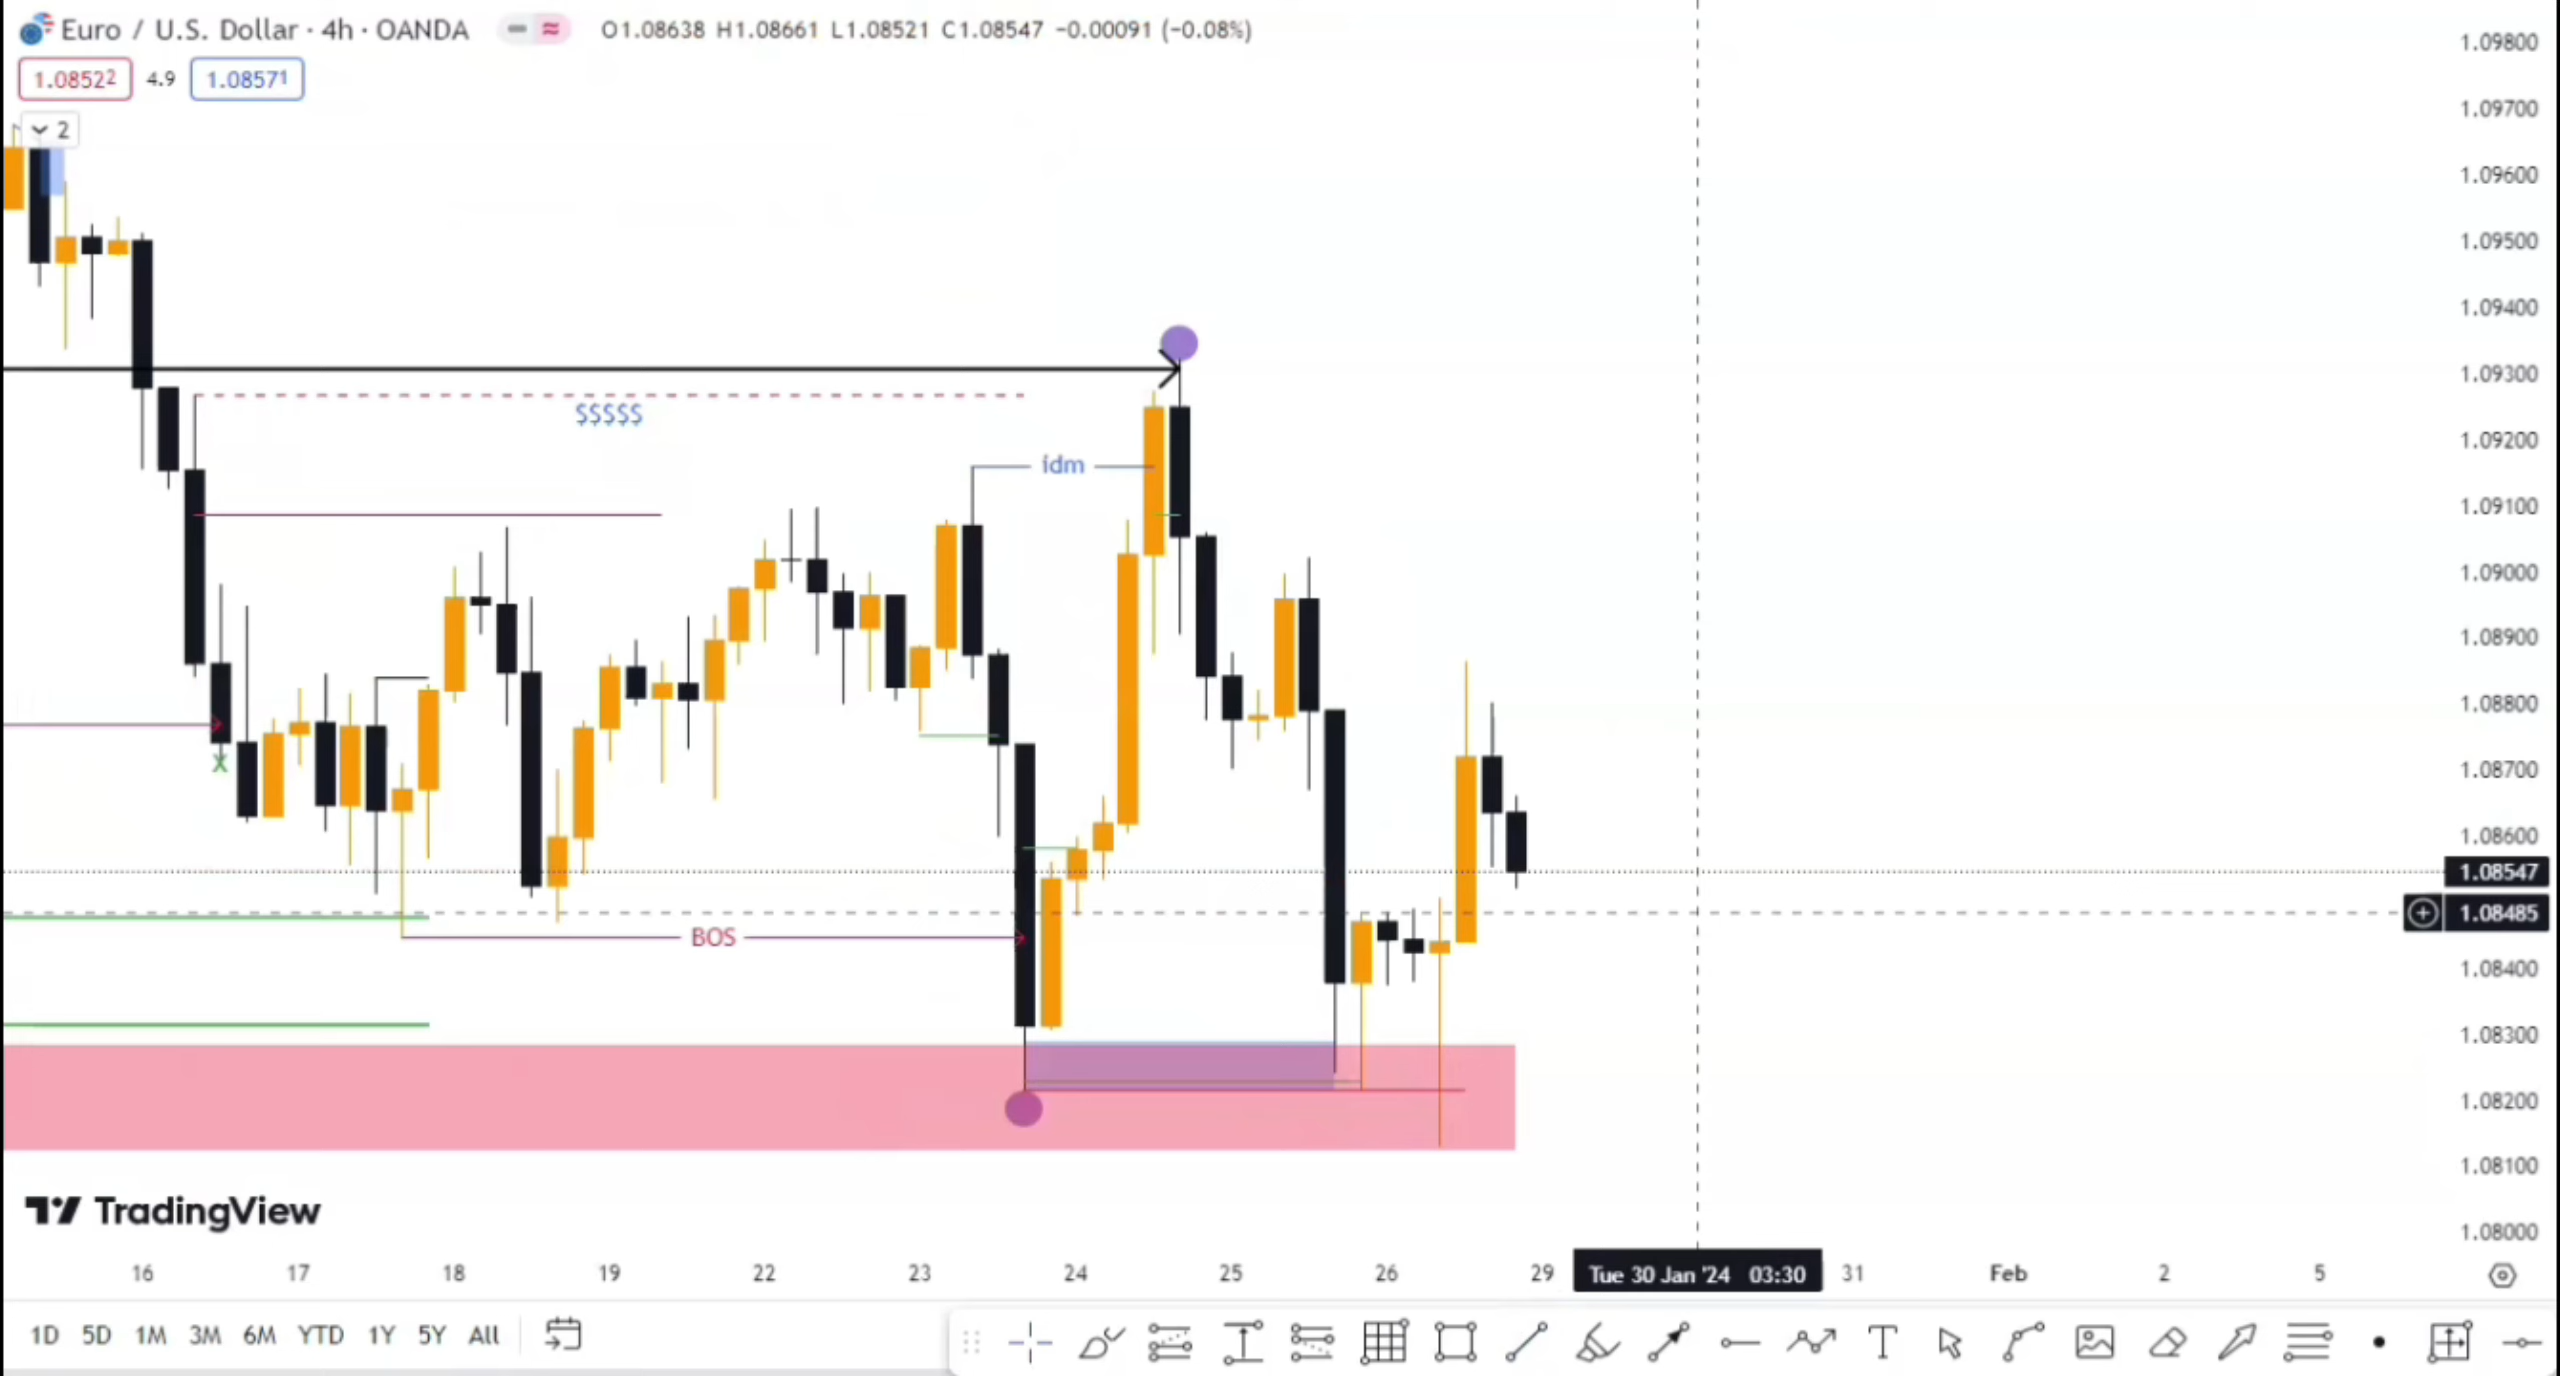 Euro / U.S. Dollar · 4h · OANDA O1.08638 H1.08661 L1.08521 C1.08547 −0.00091 (−0.08%)
1.08522 4.9 1.08571
2
1.09800
1.09700
1.09600
1.09500
1.09400
1.09300
$$$$$
1.09200
idm
1.09100
1.09000
1.08900
1.08800
X
1.08700
1.08600
1.08547
1.08485
BOS
1.08400
1.08300
1.08200
1.08100
TradingView
1.08000
16 17 18 19 22 23 24 25 26 29 Tue 30 Jan '24 03:30 31 Feb 2 5
1D 5D 1M 3M 6M YTD 1Y 5Y All